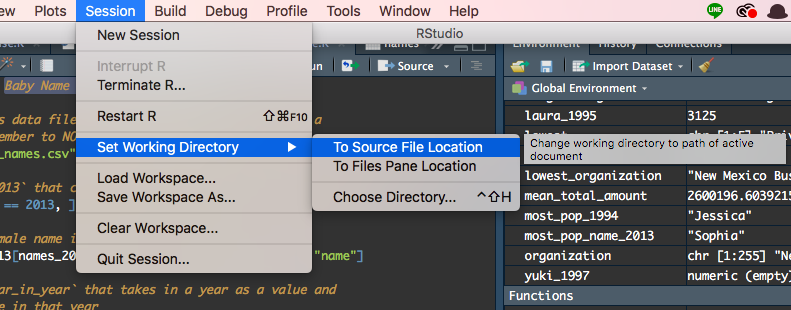 ew Plots Session Build Debug Profile Tools Window Help LINE
RStudio
names
Environment History Connections
un Source Import Dataset
Global Environment
New Session
Interrupt R
Terminate R...
Restart R ⇧⌘F10
Set Working Directory ▶
Load Workspace...
Save Workspace As...
Clear Workspace...
Quit Session...
To Source File Location
To Files Pane Location
Choose Directory... ^⇧H
Change working directory to path of active
document
Baby Name
s data file
a
ember to NO
_names.csv"
013` that c
== 2013, ]
male name i
13[names_20
"name"]
ar_in_year` that takes in a year as a value and
e in that year
laura_1995 3125
lowest_organization "New Mexico Bus
mean_total_amount 2600196.6039215
most_pop_1994 "Jessica"
most_pop_name_2013 "Sophia"
organization chr [1:255] "Ne
yuki_1997 numeric (empty)
Functions